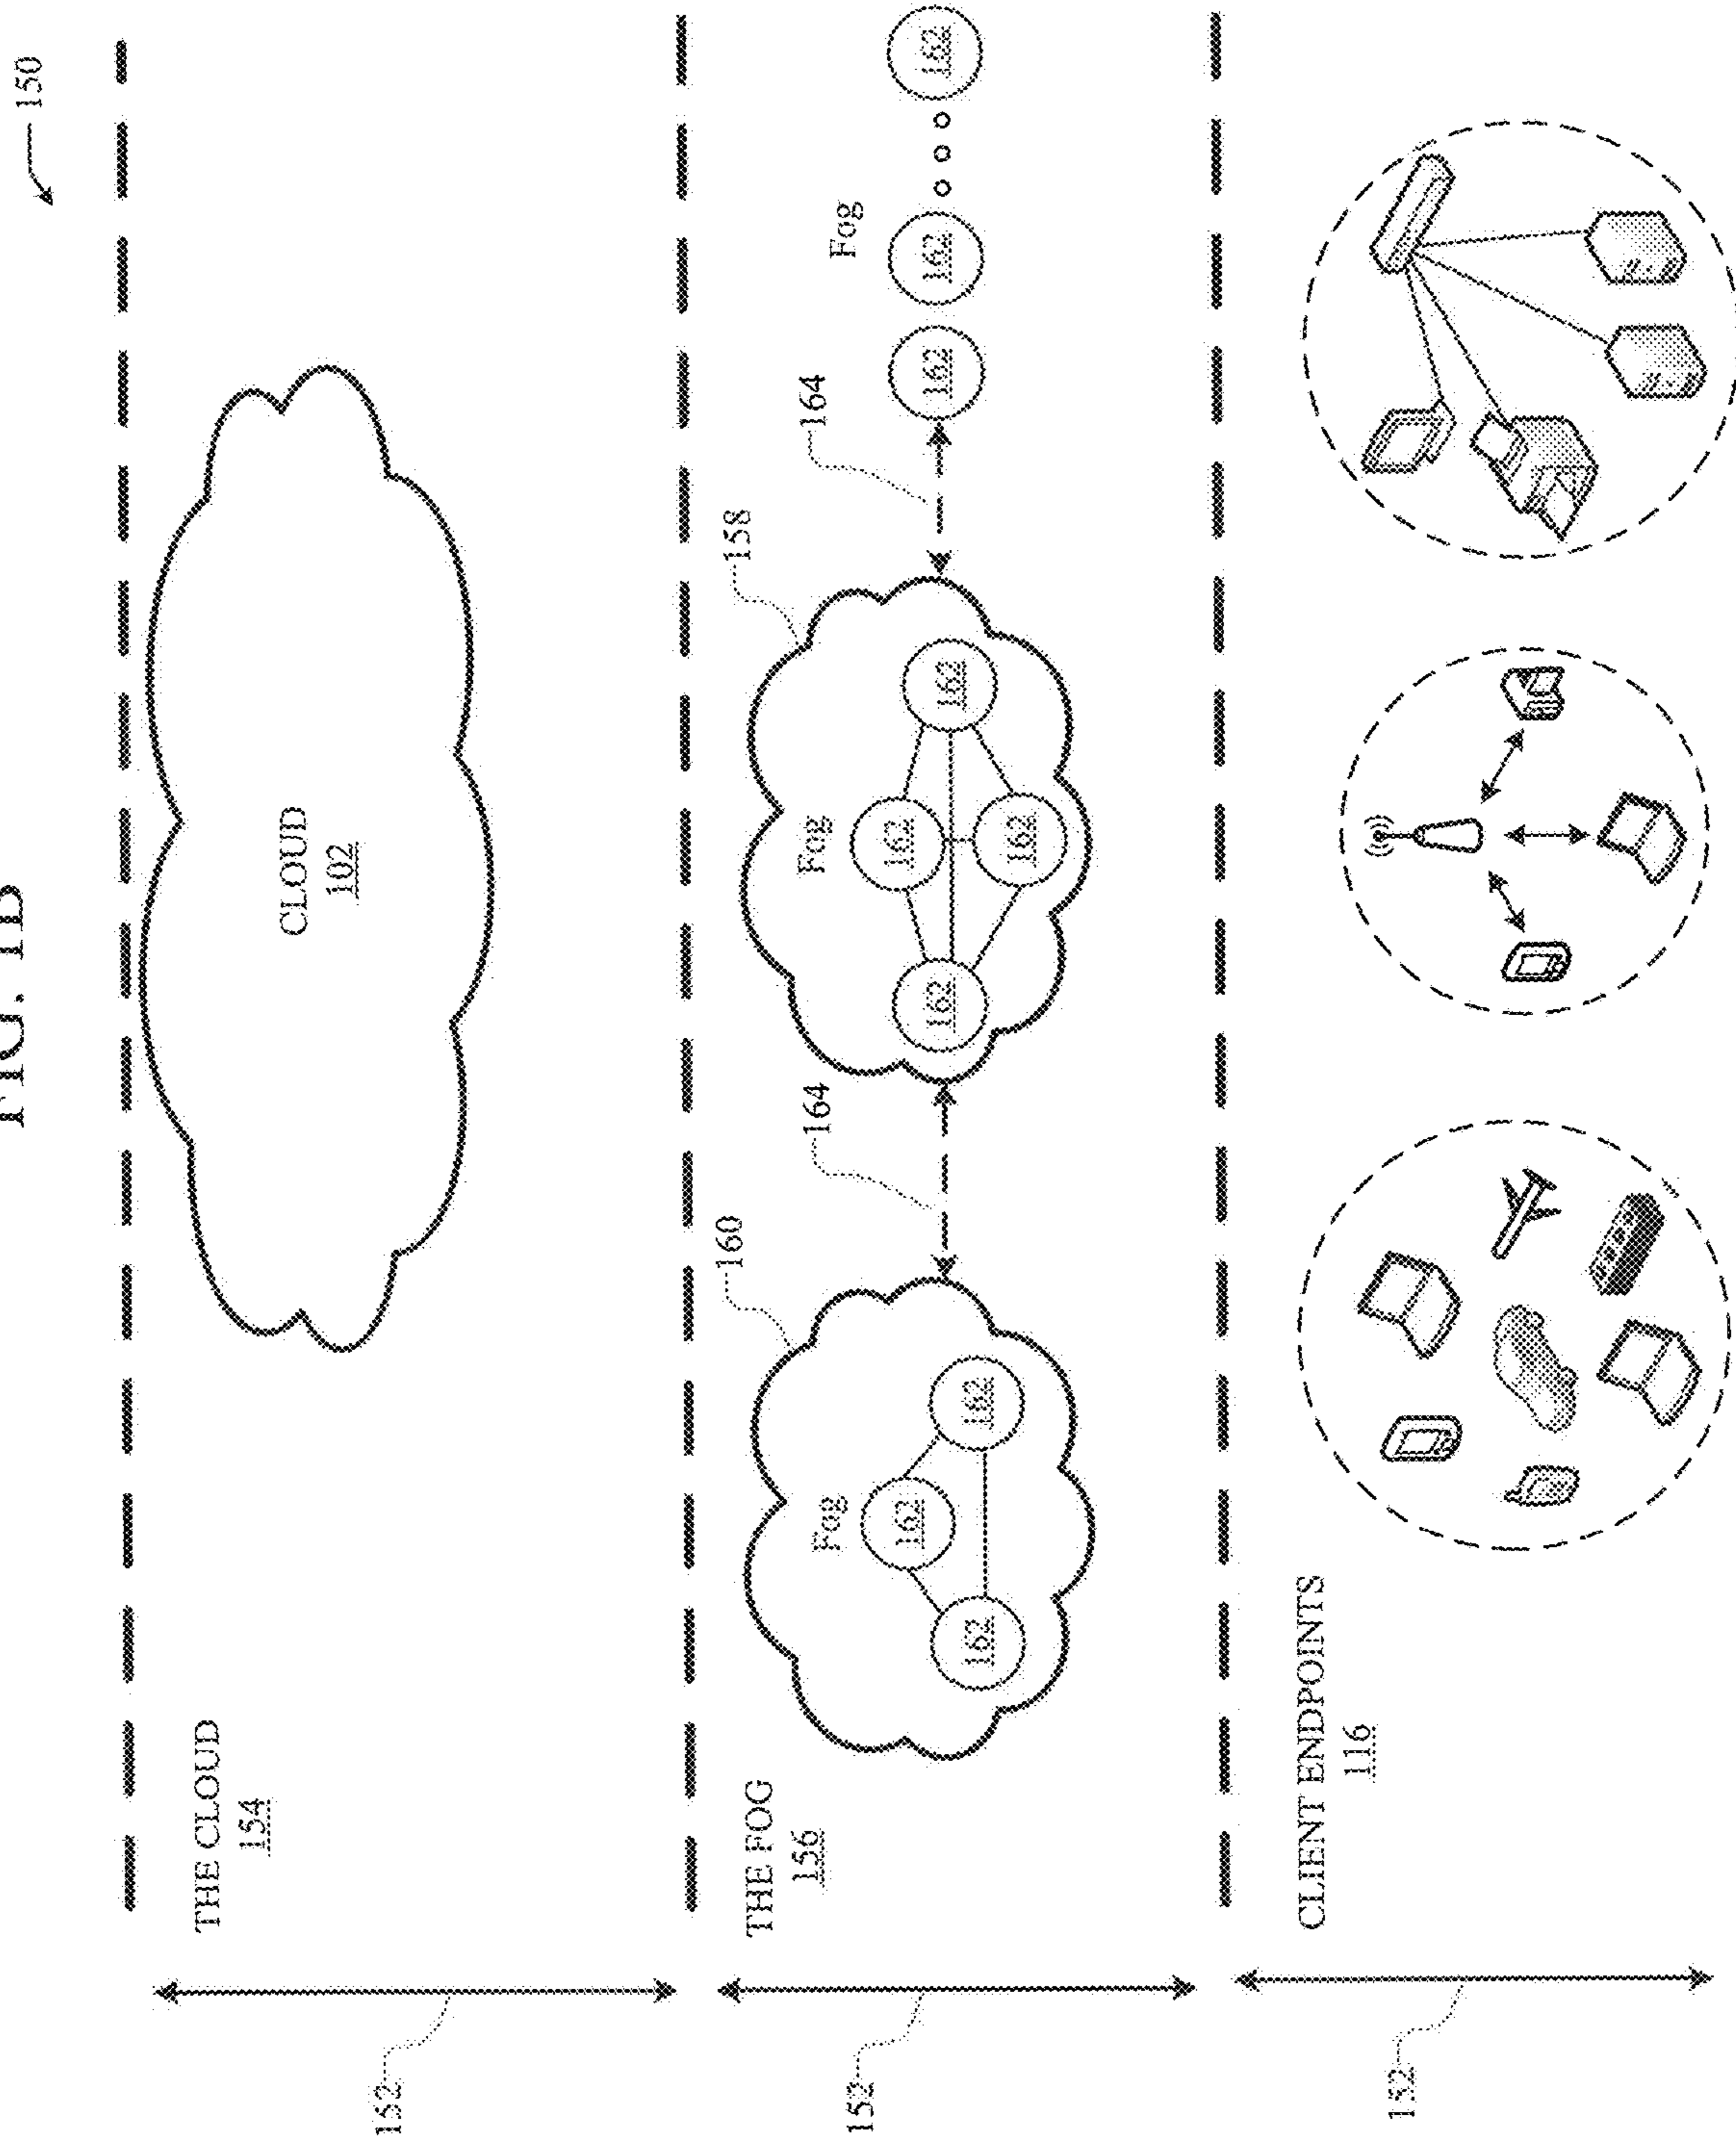 FIG. 1B
150
THE CLOUD
154
CLOUD
102
152
THE FOG
156
160
164
158
164
Fog
162
162
162
Fog
162
162
162
162
Fog
162
162
162
152
CLIENT ENDPOINTS
116
152